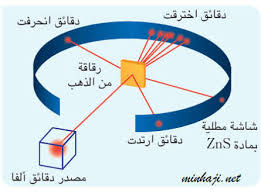 دقائق اخترقت
دقائق انحرفت
رقاقة
من الذهب
شاشة مطلية
بمادة ZnS
دقائق ارتدت
مصدر دقائق ألفا
minhaji.net